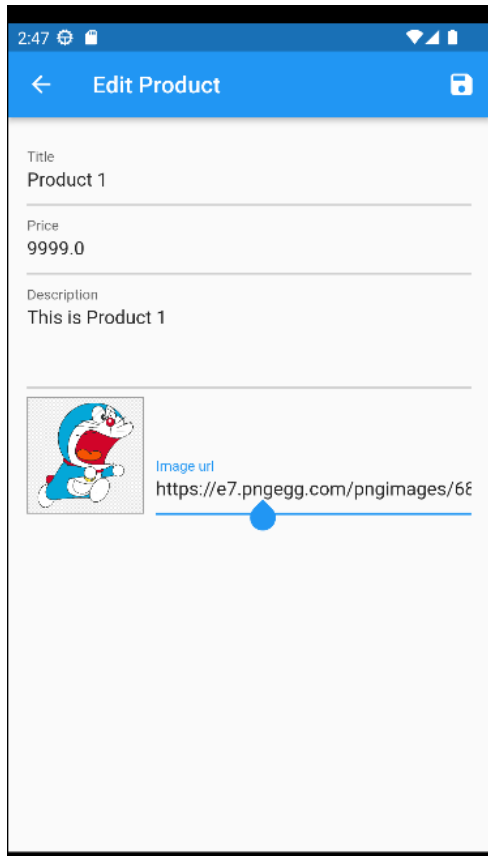 2:47
Edit Product
Title
Product 1
Price
9999.0
Description
This is Product 1
Image url
https://e7.pngegg.com/pngimages/68